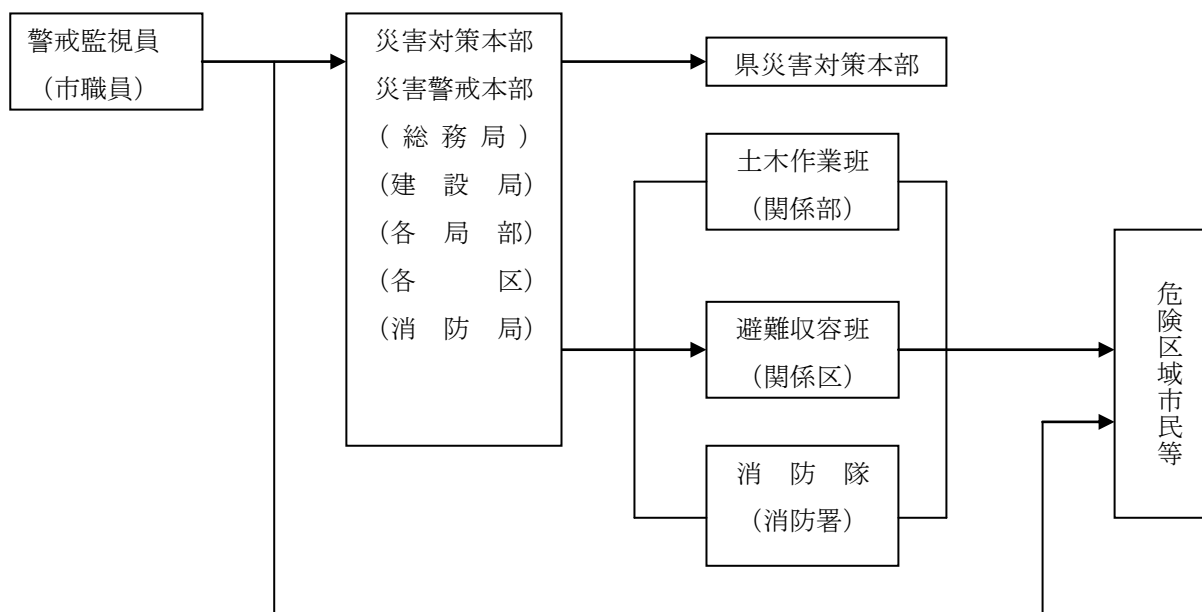 警戒監視員
(市職員)
災害対策本部
災害警戒本部
(総務局)
(建設局)
(各局部)
(各区)
(消防局)
県災害対策本部
土木作業班
(関係部)
避難収容班
(関係区)
消防隊
(消防署)
危険区域市民等